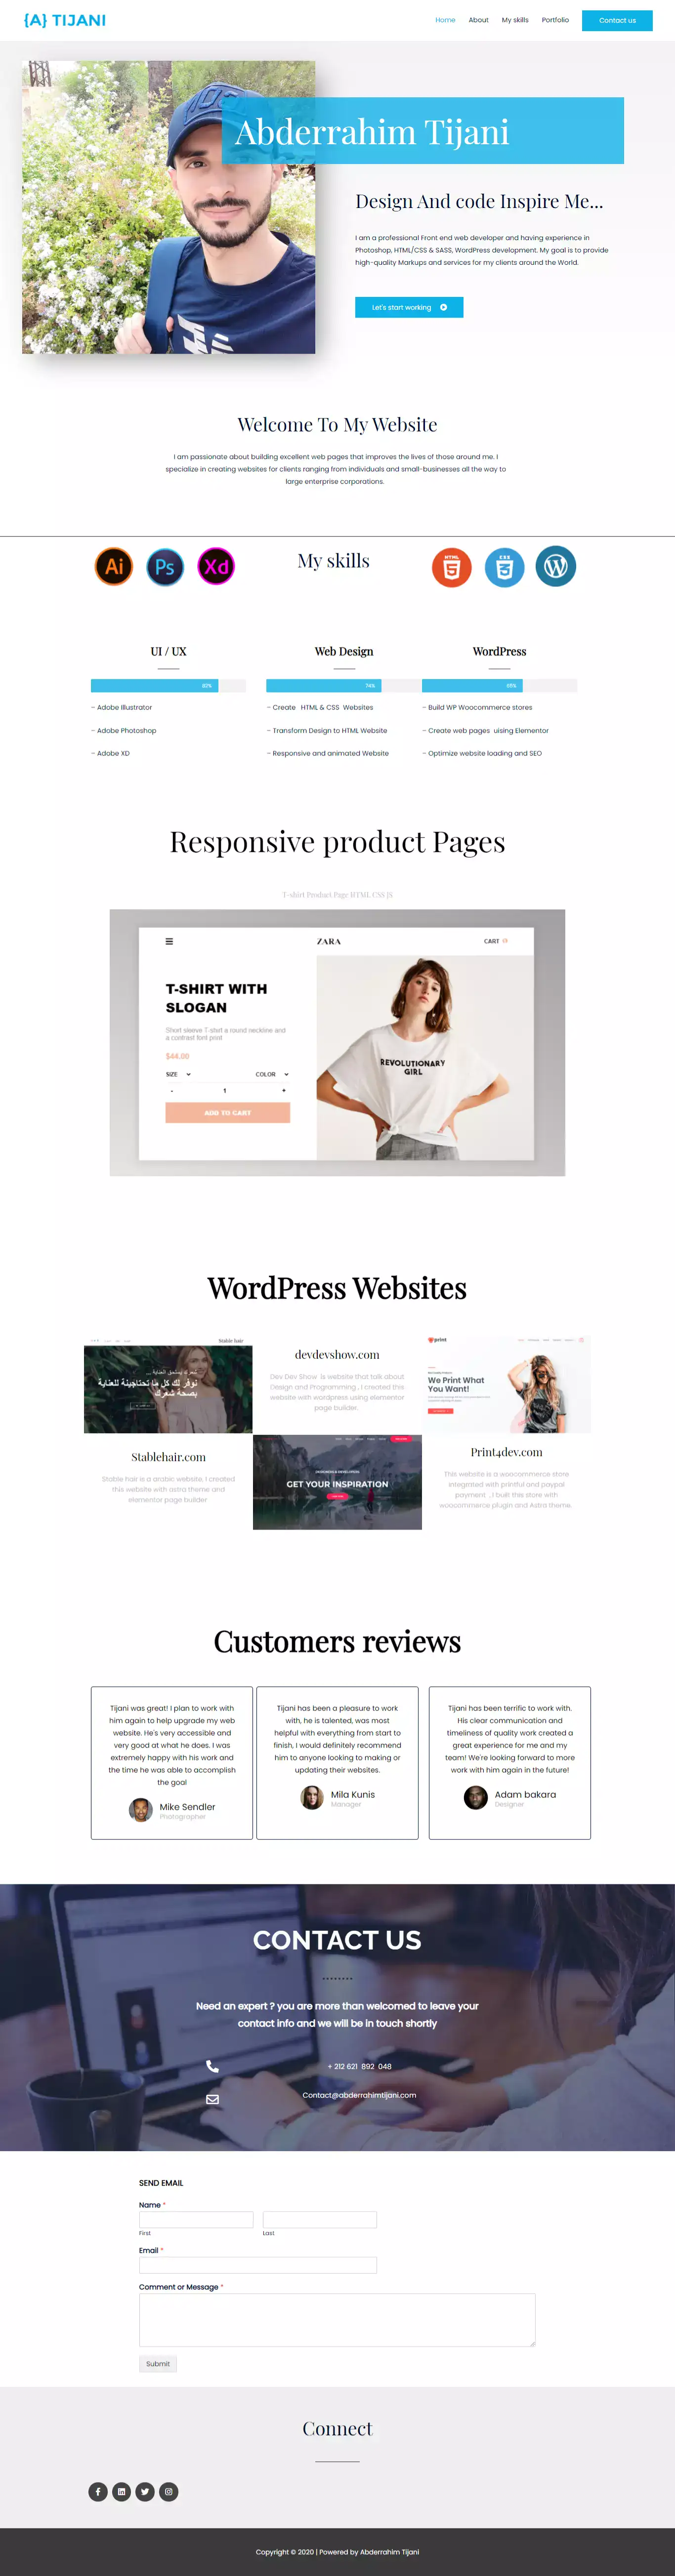 {A} TIJANI
Home About My skills Portfolio Contact us
Abderrahim Tijani
Design And code Inspire Me...
I am a professional Front end web developer and having experience in
Photoshop, HTML/CSS & SASS, WordPress development. My goal is to provide
high-quality Markups and services for my clients around the World.
Let's start working
Welcome To My Website
I am passionate about building excellent web pages that improves the lives of those around me. I
specialize in creating websites for clients ranging from individuals and small-businesses all the way to
large enterprise corporations.
Ai Ps Xd
My skills
HTML 5 CSS 3 W
UI / UX
– Adobe Illustrator
– Adobe Photoshop
– Adobe XD
Web Design
74%
– Create HTML & CSS Websites
– Transform Design to HTML Website
– Responsive and animated Website
WordPress
65%
– Build WP Woocommerce stores
– Create web pages uising Elementor
– Optimize website loading and SEO
Responsive product Pages
T-shirt Product Page HTML CSS JS
ZARA
CART
T-SHIRT WITH
SLOGAN
Short sleeve T-shirt a round neckline and
a contrast font print
$44.00
SIZE COLOR
- 1 +
ADD TO CART
REVOLUTIONARY
GIRL
WordPress Websites
Stable hair
شعرك يستحق العناية ...
نوفر لك كل ما تحتاجينة للعناية
بصحة شعرك
Stablehair.com
Stable hair is a arabic website, I created
this website with astra theme and
elementor page builder
devdevshow.com
Dev Dev Show is website that talk about
Design and Programming , I created this
website with wordpress using elementor
page builder.
DESIGNERS & DEVELOPERS
GET YOUR INSPIRATION
print
We Print What
You Want!
Print4dev.com
This website is a woocommerce store
integrated with printful and paypal
payment , I built this store with
woocommerce plugin and Astra theme.
Customers reviews
Tijani was great! I plan to work with
him again to help upgrade my web
website. He's very accessible and
very good at what he does. I was
extremely happy with his work and
the time he was able to accomplish
the goal
Mike Sendler
Photographer
Tijani has been a pleasure to work
with, he is talented, was most
helpful with everything from start to
finish, I would definitely recommend
him to anyone looking to making or
updating their websites.
Mila Kunis
Manager
Tijani has been terrific to work with.
His clear communication and
timeliness of quality work created a
great experience for me and my
team! We're looking forward to more
work with him again in the future!
Adam bakara
Designer
CONTACT US
Need an expert ? you are more than welcomed to leave your
contact info and we will be in touch shortly
+ 212 621 892 048
Contact@abderrahimtijani.com
SEND EMAIL
Name *
First Last
Email *
Comment or Message *
Submit
Connect
Copyright © 2020 | Powered by Abderrahim Tijani